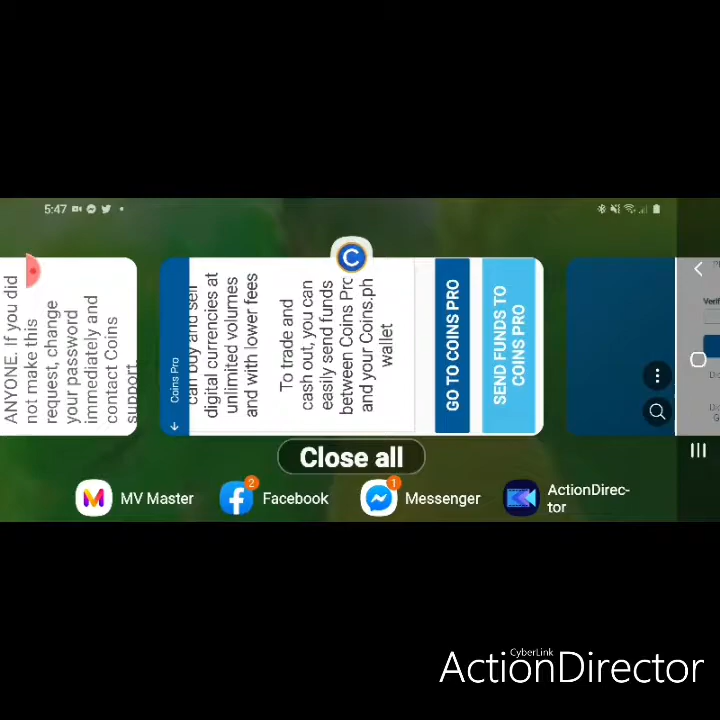 5:47
ANYONE. If you did
not make this
request, change
your password
immediately and
contact Coins
support.
Coins Pro
can buy and sell
digital currencies at
unlimited volumes
and with lower fees
To trade and
cash out, you can
easily send funds
between Coins Pro
and your Coins.ph
wallet
GO TO COINS PRO
SEND FUNDS TO
COINS PRO
Close all
MV Master
2
Facebook
1
Messenger
ActionDirec-
tor
CyberLink
ActionDirector